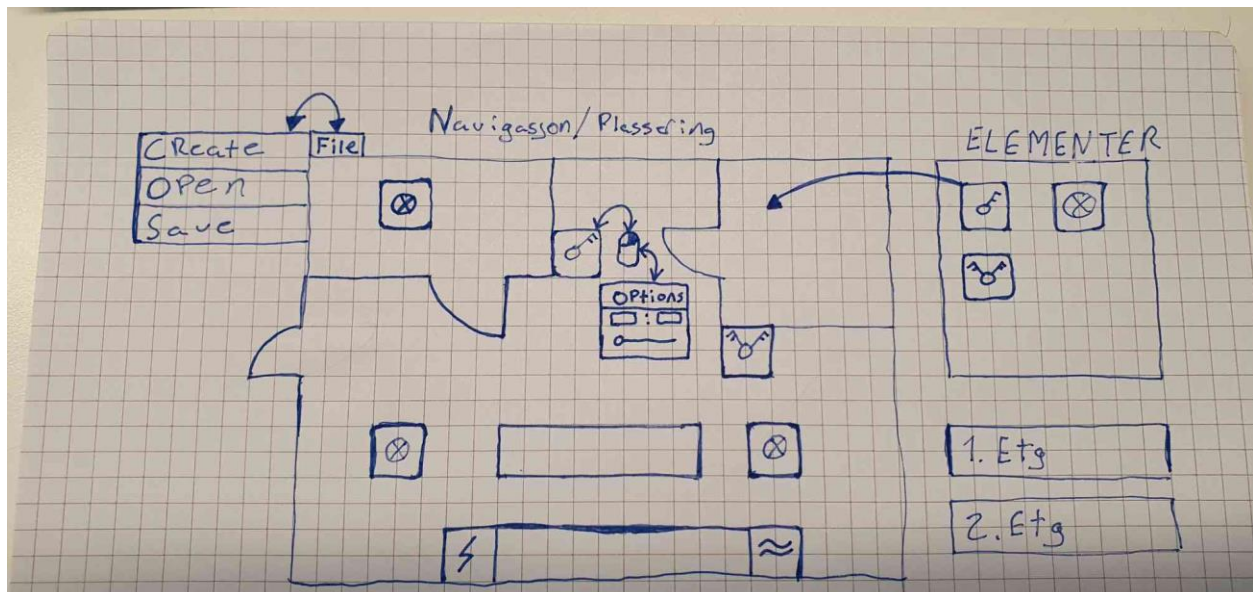 Navigasjon/Plassering
CReate
File
OPen
Save
ELEMENTER
OPtions
1. Etg
2. Etg